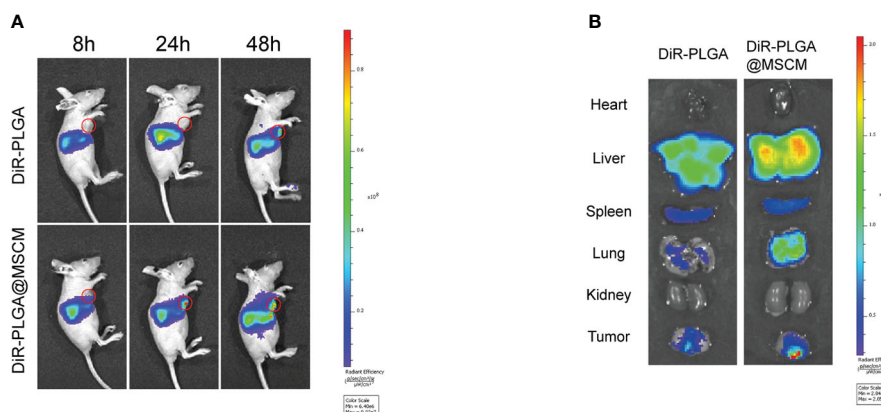 A
8h
24h
48h
DiR-PLGA
DiR-PLGA@MSCM
0.8
0.6
x10⁸
0.4
0.2
Radiant Efficiency
Color Scale
B
DiR-PLGA
DiR-PLGA
@MSCM
Heart
Liver
Spleen
Lung
Kidney
Tumor
2.0
1.5
1.0
0.5
Radiant Efficiency
Color Scale